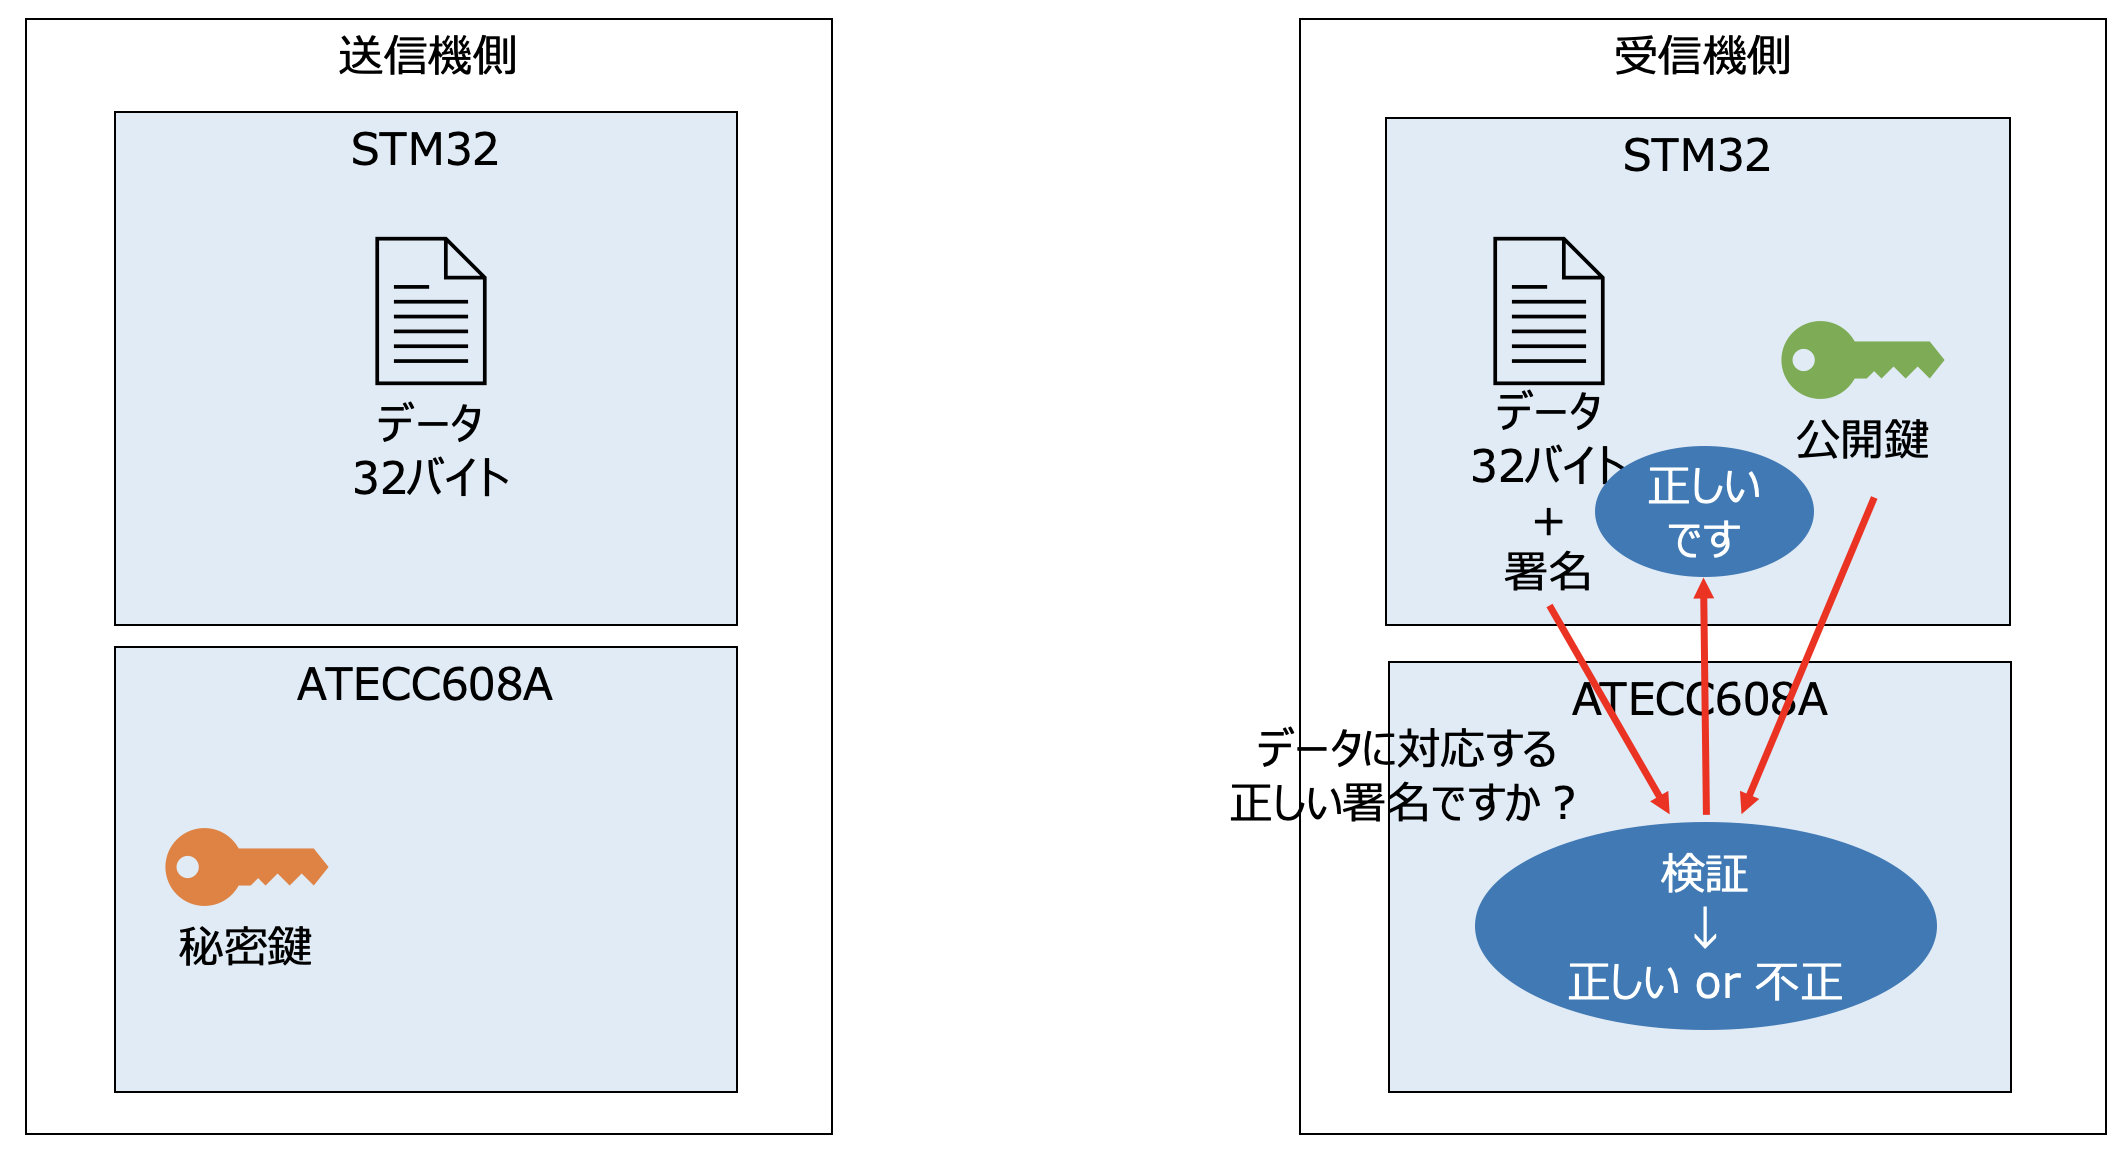 送信機側
STM32
データ
32バイト
ATECC608A
秘密鍵
受信機側
STM32
データ
32バイト
+
署名
公開鍵
正しい
です
ATECC608A
データに対応する
正しい署名ですか？
検証
↓
正しい or 不正